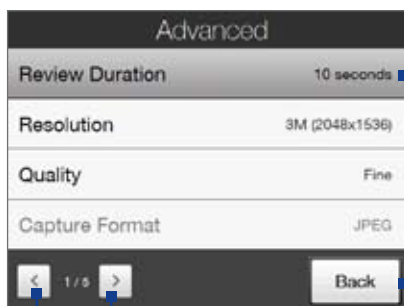 Advanced
Review Duration 10 seconds
Resolution 3M (2048x1536)
Quality Fine
Capture Format JPEG
< 1/5 > Back